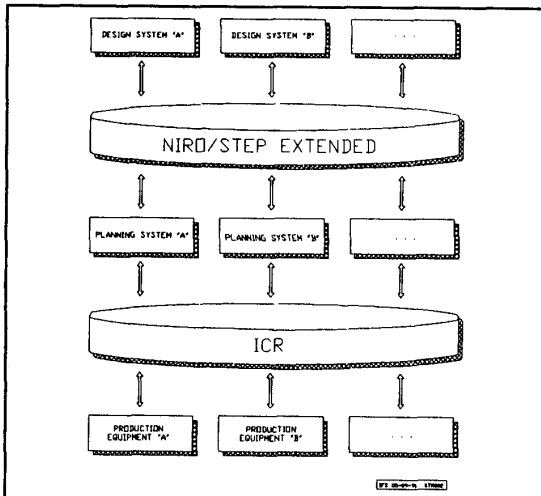 DESIGN SYSTEM 'A' DESIGN SYSTEM 'B' . . .
NIRO/STEP EXTENDED
PLANNING SYSTEM 'A' PLANNING SYSTEM 'B' . . .
ICR
PRODUCTION EQUIPMENT 'A' PRODUCTION EQUIPMENT 'B' . . .